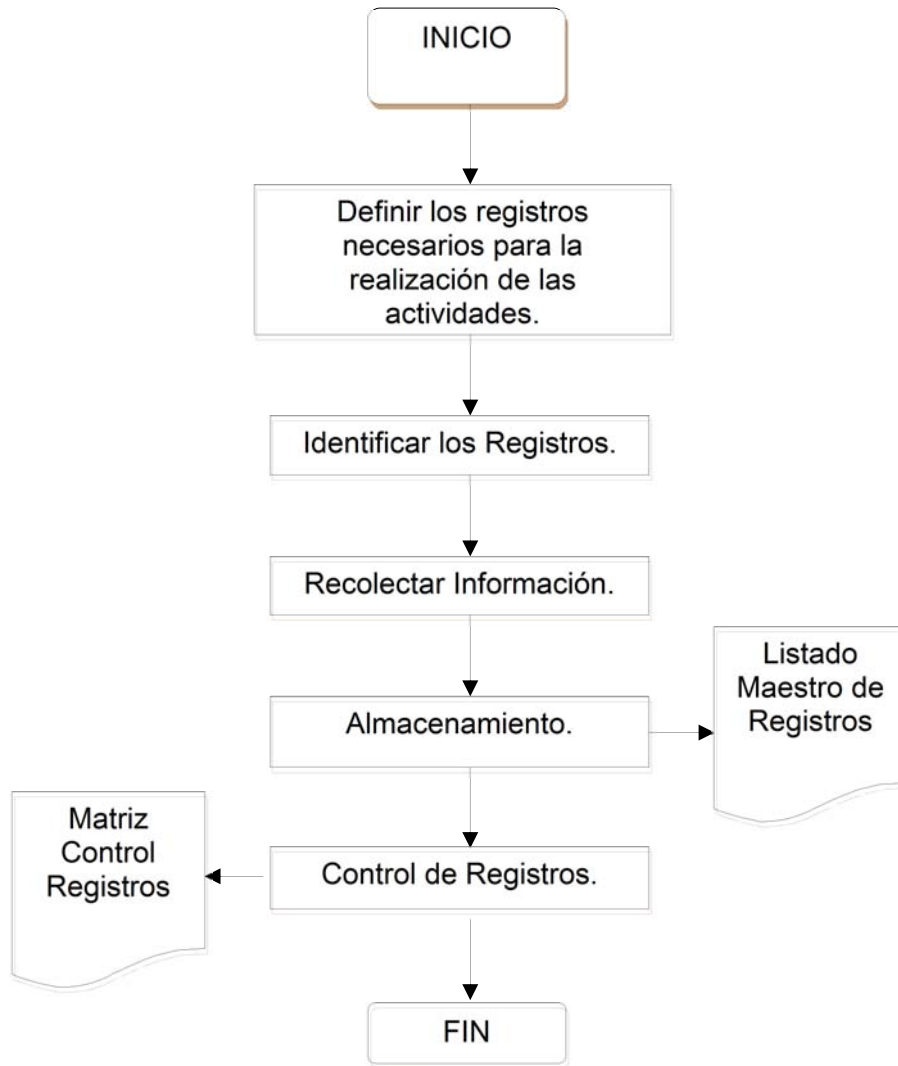 INICIO
Definir los registros
necesarios para la
realización de las
actividades.
Identificar los Registros.
Recolectar Información.
Listado
Maestro de
Registros
Almacenamiento.
Matriz
Control
Registros
Control de Registros.
FIN